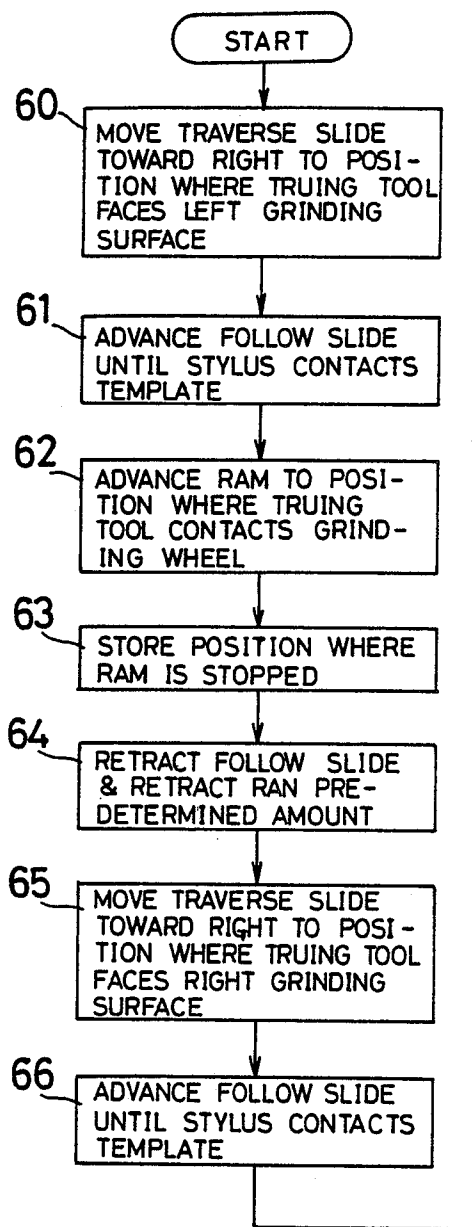 START
60
MOVE TRAVERSE SLIDE
TOWARD RIGHT TO POSI-
TION WHERE TRUING TOOL
FACES LEFT GRINDING
SURFACE
61
ADVANCE FOLLOW SLIDE
UNTIL STYLUS CONTACTS
TEMPLATE
62
ADVANCE RAM TO POSI-
TION WHERE TRUING
TOOL CONTACTS GRIND-
ING WHEEL
63
STORE POSITION WHERE
RAM IS STOPPED
64
RETRACT FOLLOW SLIDE
& RETRACT RAN PRE-
DETERMINED AMOUNT
65
MOVE TRAVERSE SLIDE
TOWARD RIGHT TO POSI-
TION WHERE TRUING TOOL
FACES RIGHT GRINDING
SURFACE
66
ADVANCE FOLLOW SLIDE
UNTIL STYLUS CONTACTS
TEMPLATE